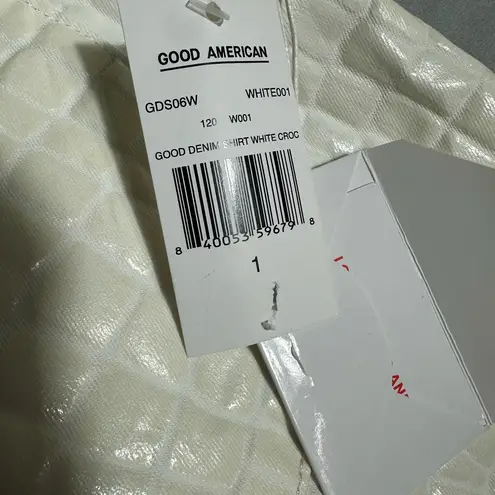 GOOD AMERICAN
GDS06W WHITE001
120 W001
GOOD DENIM SHIRT WHITE CROC
8 40053 59679 8
1